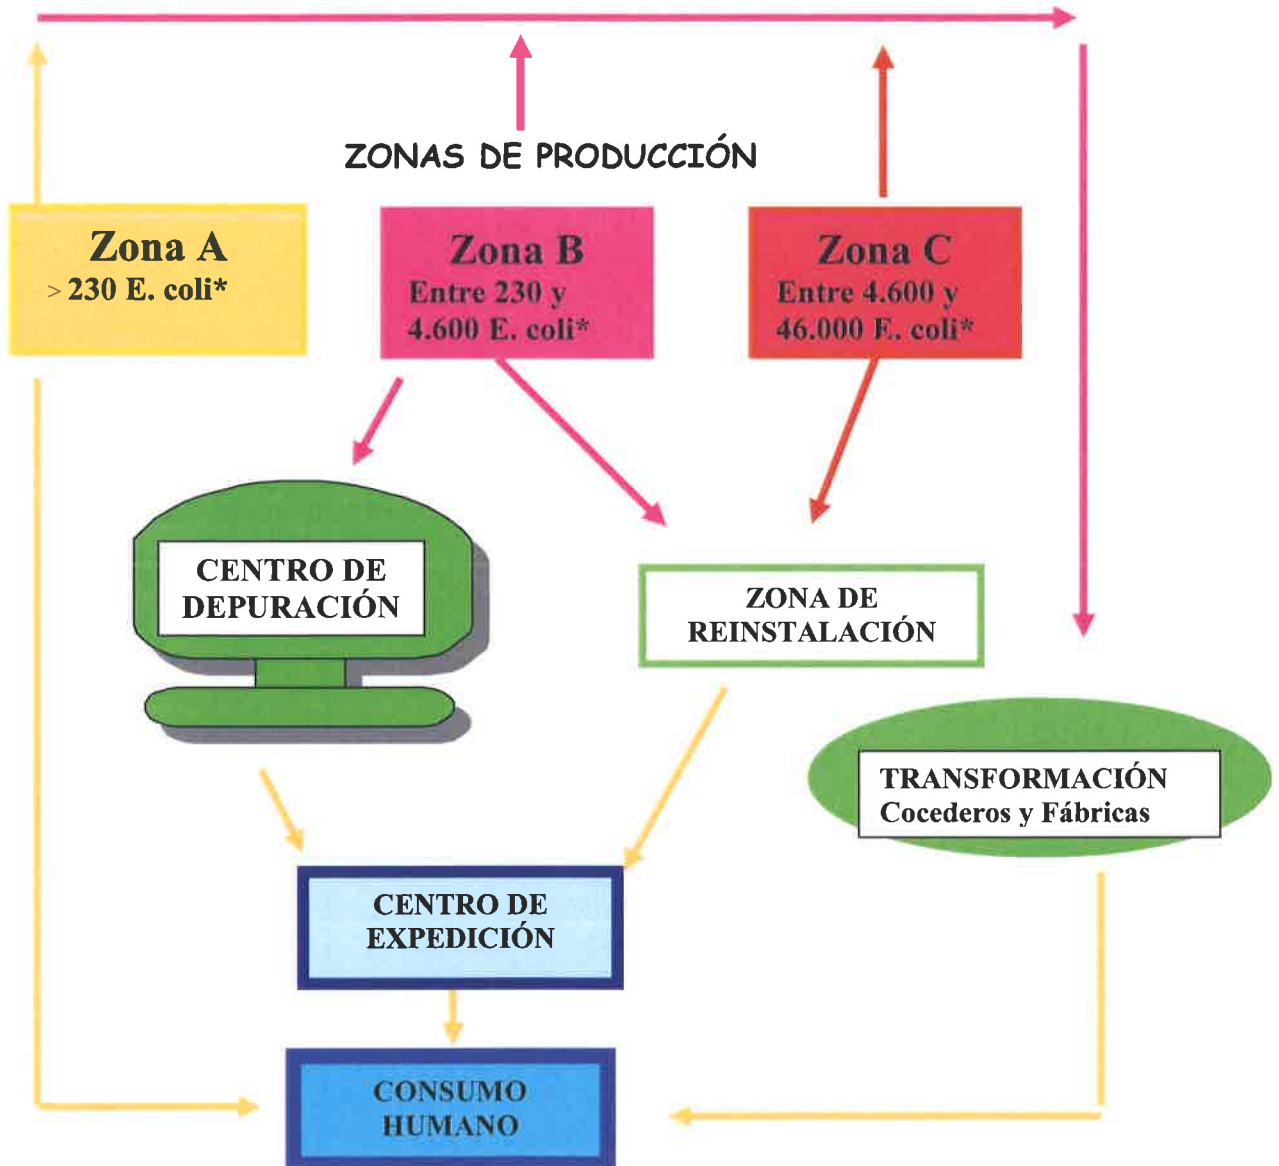 ZONAS DE PRODUCCIÓN
Zona A
> 230 E. coli*
Zona B
Entre 230 y
4.600 E. coli*
Zona C
Entre 4.600 y
46.000 E. coli*
CENTRO DE
DEPURACIÓN
ZONA DE
REINSTALACIÓN
TRANSFORMACIÓN
Cocederos y Fábricas
CENTRO DE
EXPEDICIÓN
CONSUMO
HUMANO